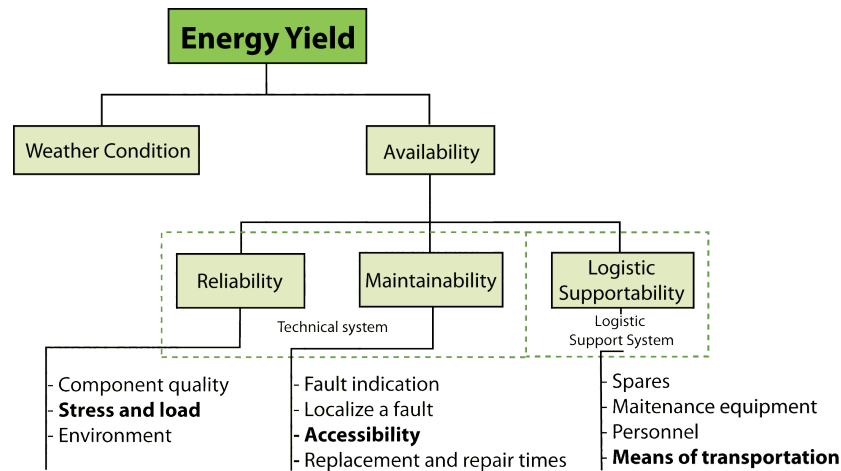 Energy Yield
Weather Condition
Availability
Reliability
Maintainability
Logistic
Supportability
Technical system
Logistic
Support System
- Component quality
- Stress and load
- Environment
- Fault indication
- Localize a fault
- Accessibility
- Replacement and repair times
- Spares
- Maitenance equipment
- Personnel
- Means of transportation